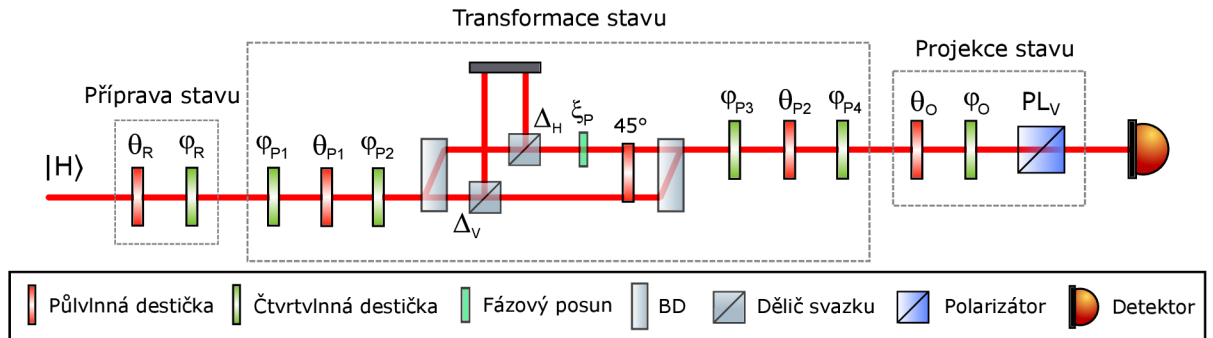 Transformace stavu
Příprava stavu
Projekce stavu
|H⟩
θR
φR
φP1
θP1
φP2
ΔV
ΔH
ξP
45°
φP3
θP2
φP4
θO
φO
PLV
Půlvlnná destička
Čtvrtvlnná destička
Fázový posun
BD
Dělič svazku
Polarizátor
Detektor